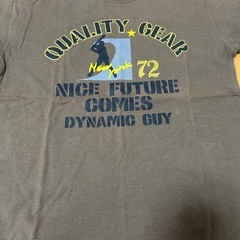 QUALITY GEAR
New York 72
NICE FUTURE
COMES
DYNAMIC GUY